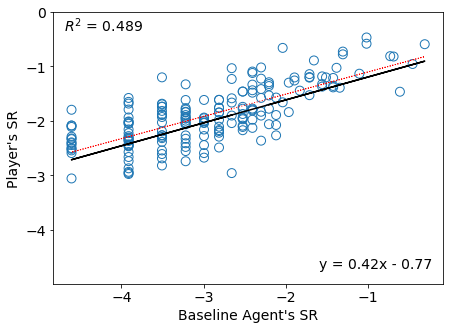 R² = 0.489
0
−1
−2
−3
−4
Player's SR
y = 0.42x - 0.77
−4 −3 −2 −1
Baseline Agent's SR